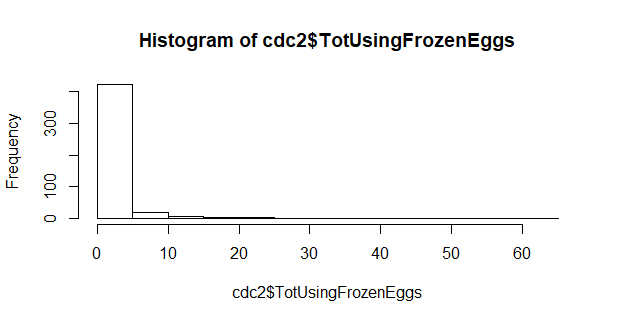 Histogram of cdc2$TotUsingFrozenEggs
Frequency
300
100
0
0 10 20 30 40 50 60
cdc2$TotUsingFrozenEggs